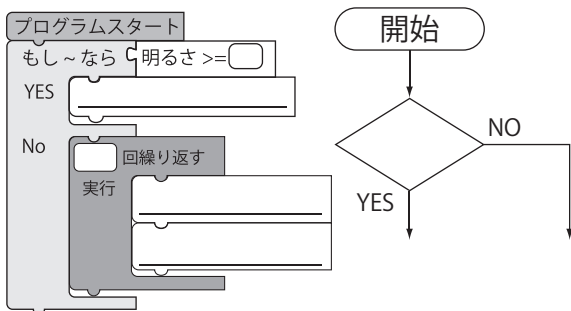 プログラムスタート
もし～なら 明るさ >=
YES
No
回繰り返す
実行
開始
NO
YES